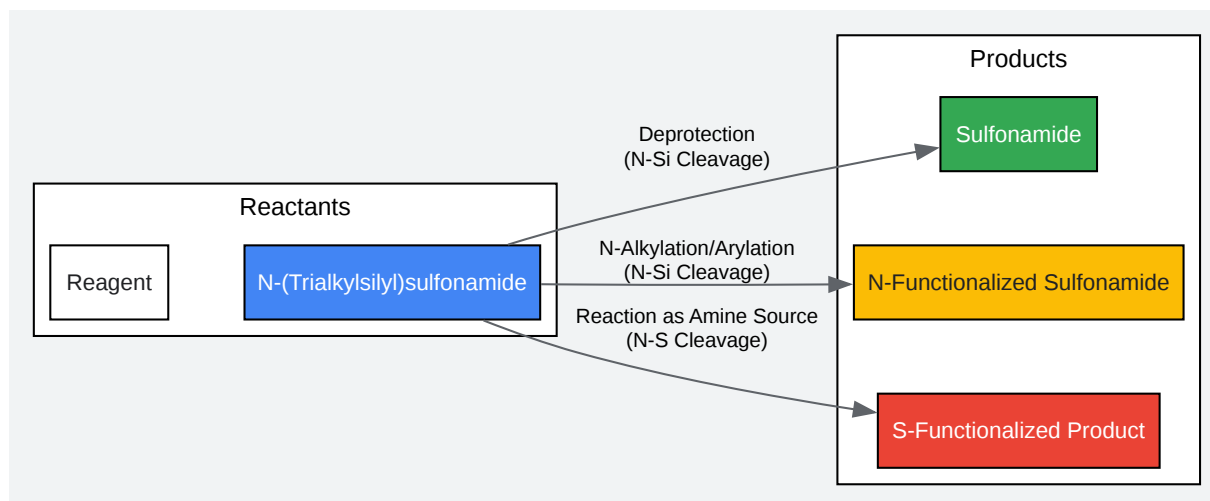 Reactants
Reagent
N-(Trialkylsilyl)sulfonamide
Deprotection
(N-Si Cleavage)
N-Alkylation/Arylation
(N-Si Cleavage)
Reaction as Amine Source
(N-S Cleavage)
Products
Sulfonamide
N-Functionalized Sulfonamide
S-Functionalized Product